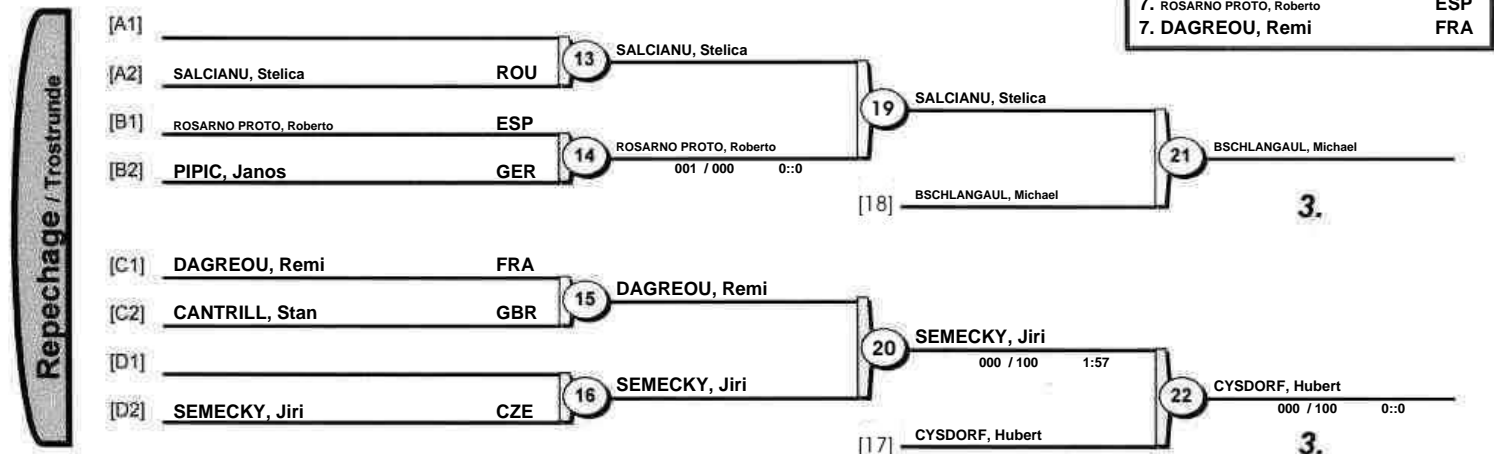 7. ROSARNO PROTO, Roberto ESP
7. DAGREOU, Remi FRA
Repechage / Trostrunde
[A1]
[A2] SALCIANU, Stelica ROU
13 SALCIANU, Stelica
[B1] ROSARNO PROTO, Roberto ESP
[B2] PIPIC, Janos GER
14 ROSARNO PROTO, Roberto
001 / 000 0::0
19 SALCIANU, Stelica
[18] BSCHLANGAUL, Michael
21 BSCHLANGAUL, Michael
3.
[C1] DAGREOU, Remi FRA
[C2] CANTRILL, Stan GBR
15 DAGREOU, Remi
[D1]
[D2] SEMECKY, Jiri CZE
16 SEMECKY, Jiri
20 SEMECKY, Jiri
000 / 100 1:57
[17] CYSDORF, Hubert
22 CYSDORF, Hubert
000 / 100 0::0
3.